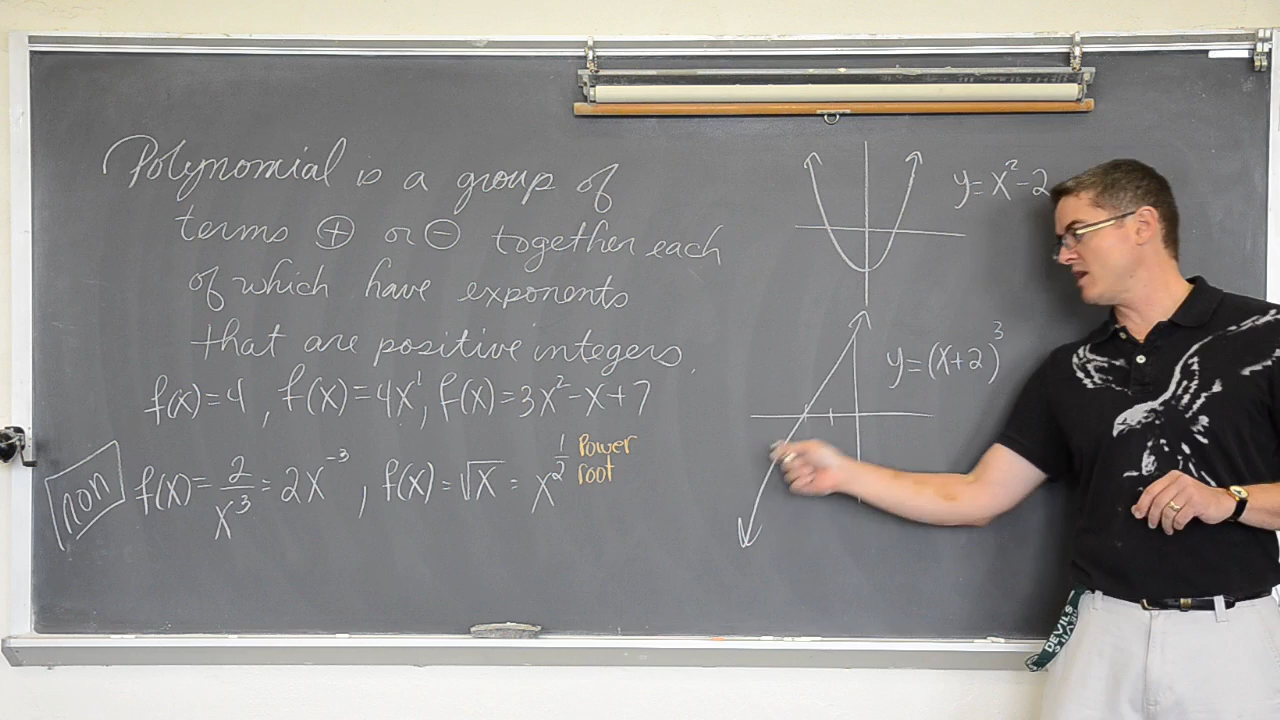 Polynomial is a group of
terms ⊕ or ⊖ together each
of which have exponents
that are positive integers.
f(x)=4, f(x)=4x¹, f(x)=3x²-x+7
non f(x)=2/x³=2x⁻³, f(x)=√x=x^(1/2) Power
root
y=x²-2
y=(x+2)³
DEVILS